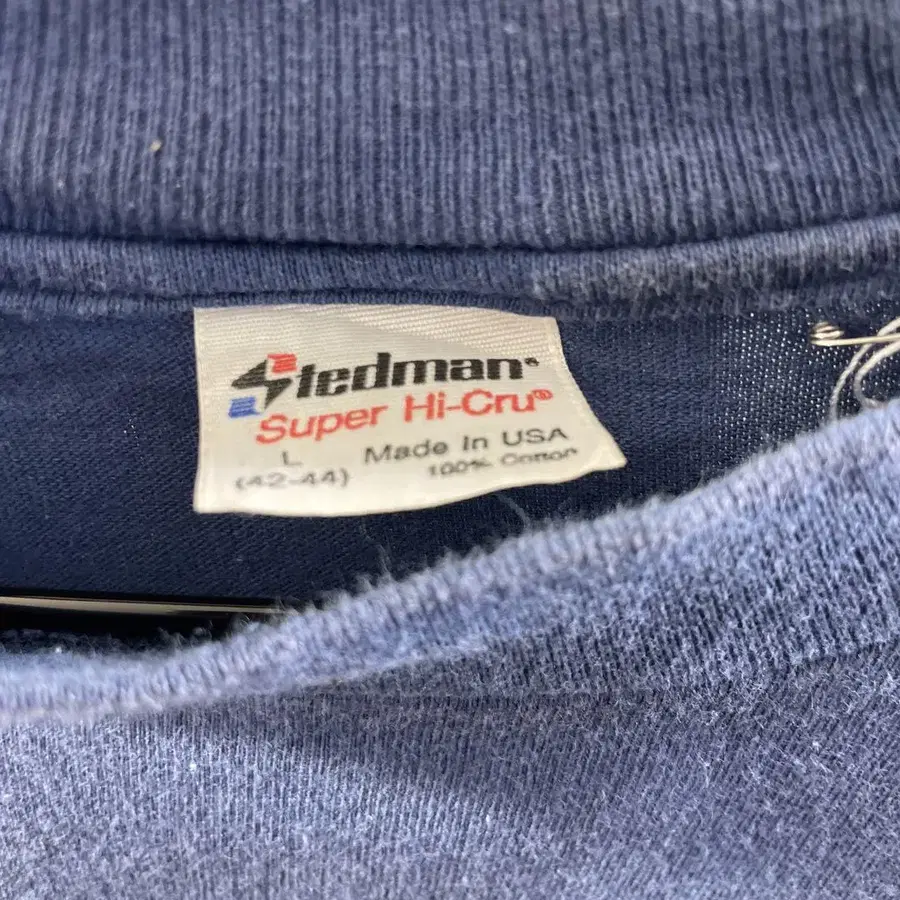 Stedman®
Super Hi-Cru®
L Made In USA
(42-44) 100% Cotton